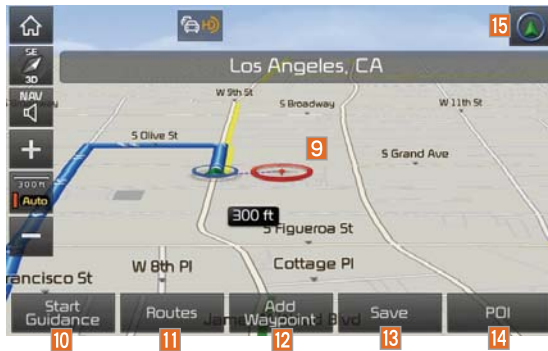 HD
15
SE
3D
Los Angeles, CA
NAV
W 9th St
S Broadway
W 11th St
S Olive St
9
S Grand Ave
300 m
Auto
300 ft
S Figueroa St
W 8th Pl
Cottage Pl
rancisco St
Start Guidance
Routes
Add Waypoint
Save
POI
10
11
12
13
14